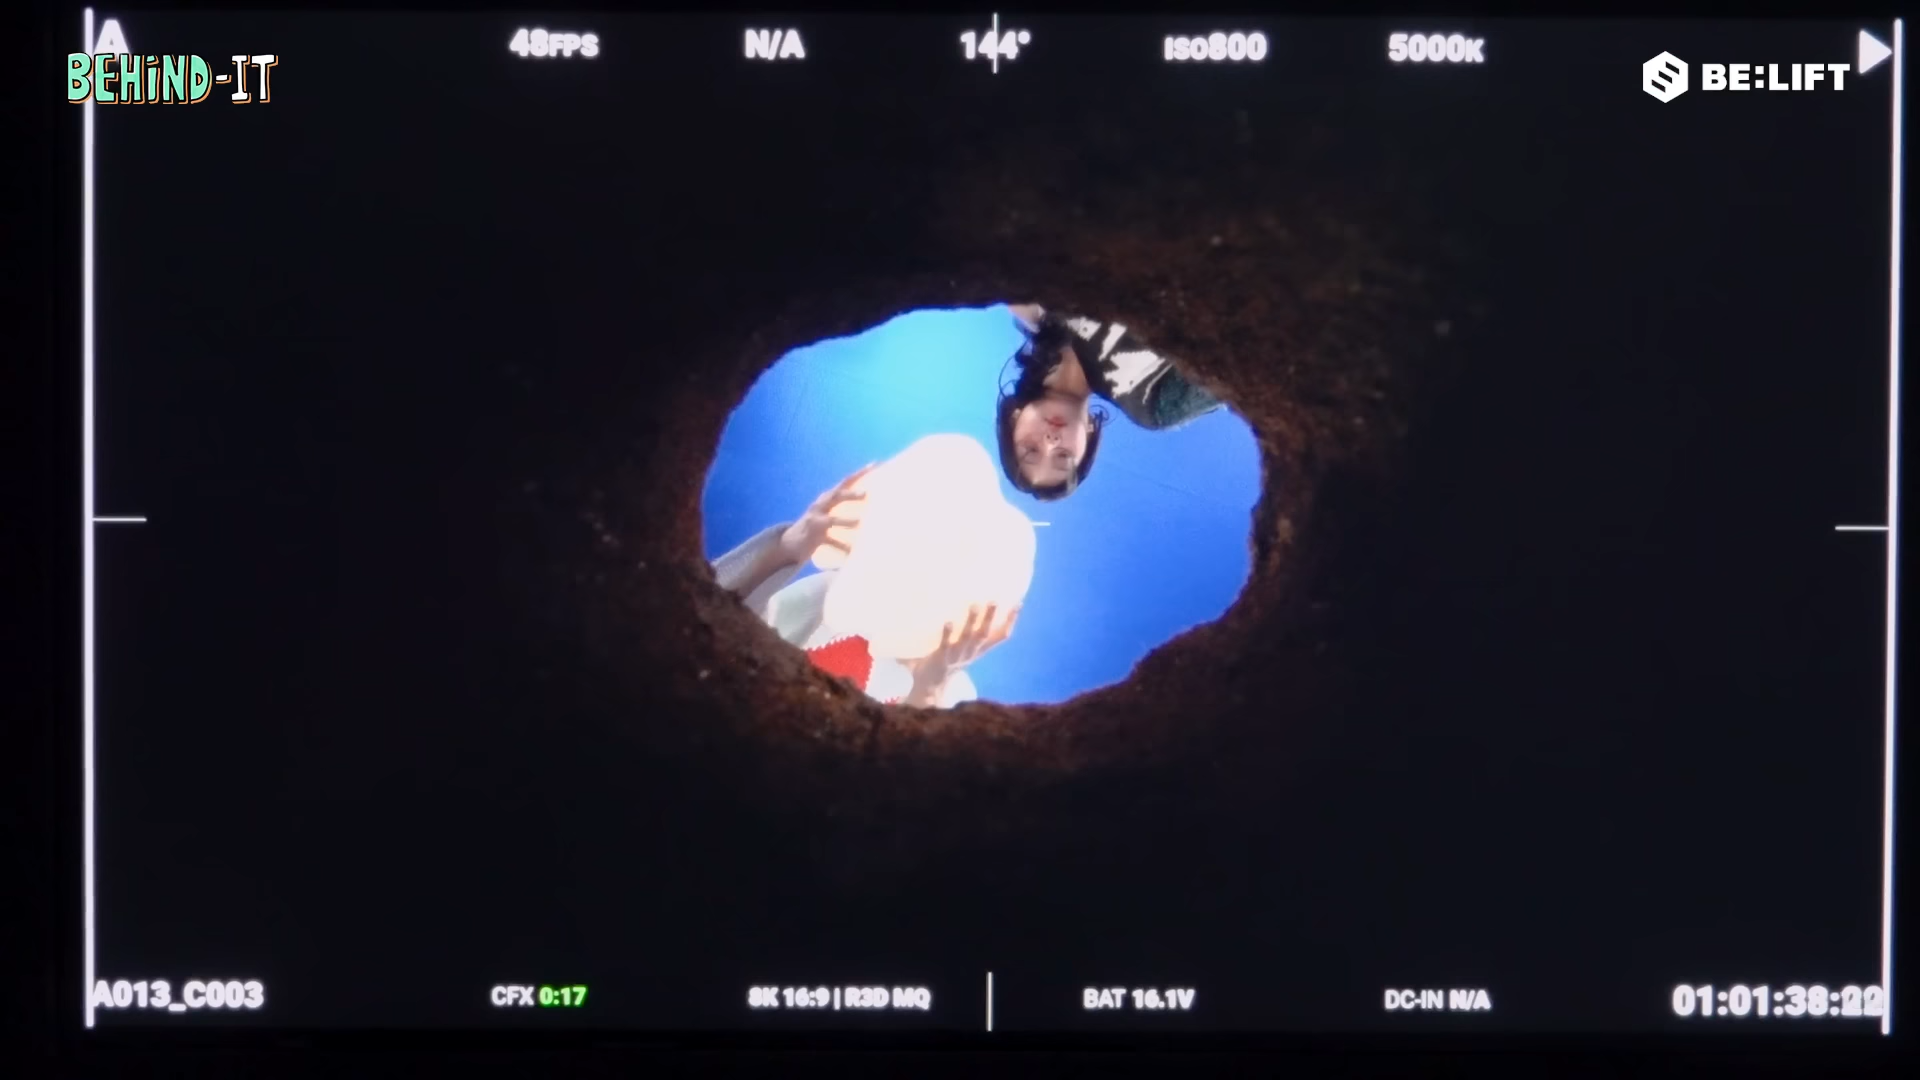 A
48FPS
N/A
144°
ISO800
5000K
BEHIND-IT
BE:LIFT
A013_C003
CFX 0:17
8K 16:9 | R3D MQ
BAT 16.1V
DC-IN N/A
01:01:38:22